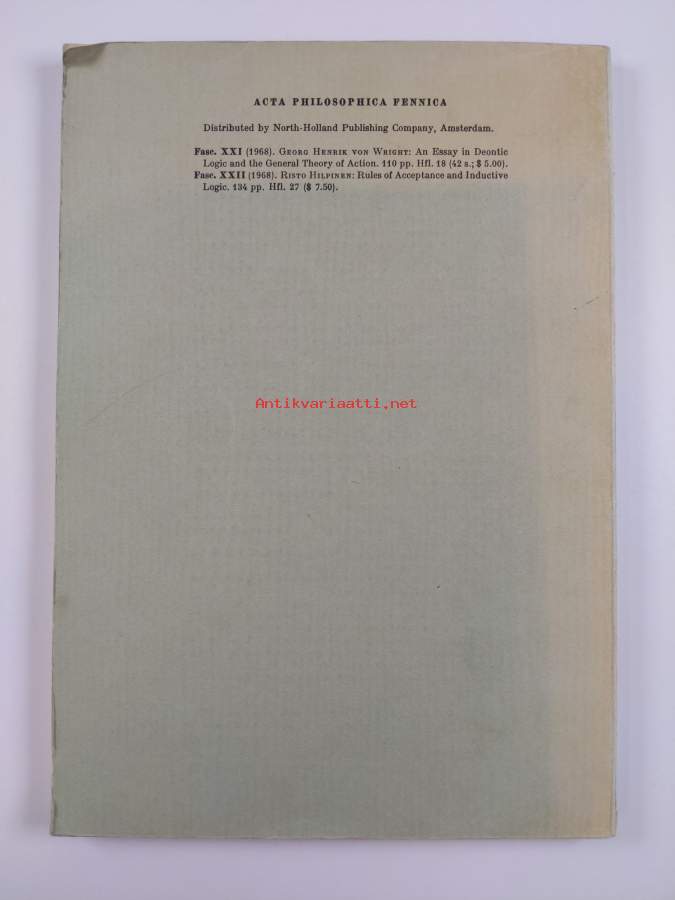 ACTA PHILOSOPHICA FENNICA
Distributed by North-Holland Publishing Company, Amsterdam.
Fasc. XXI (1968). GEORG HENRIK VON WRIGHT: An Essay in Deontic
Logic and the General Theory of Action. 110 pp. Hfl. 18 (42 s.; $ 5.00).
Fasc. XXII (1968). RISTO HILPINEN: Rules of Acceptance and Inductive
Logic. 134 pp. Hfl. 27 ($ 7.50).
Antikvariaatti.net